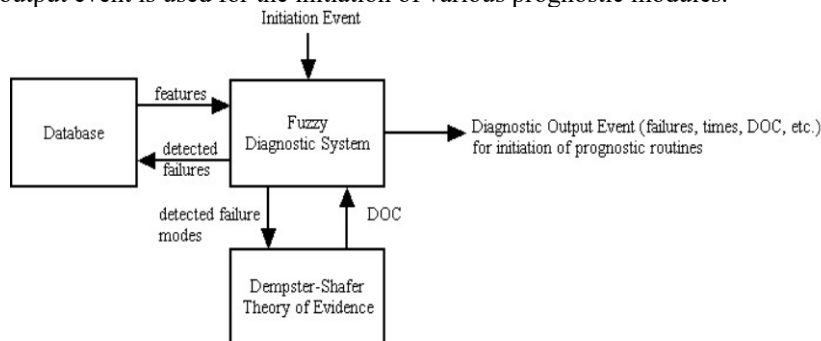 output event is used for the initiation of various prognostic modules.
Initiation Event
features
Database
Fuzzy
Diagnostic System
Diagnostic Output Event (failures, times, DOC, etc.)
for initiation of prognostic routines
detected
failures
detected failure
modes
DOC
Dempster-Shafer
Theory of Evidence